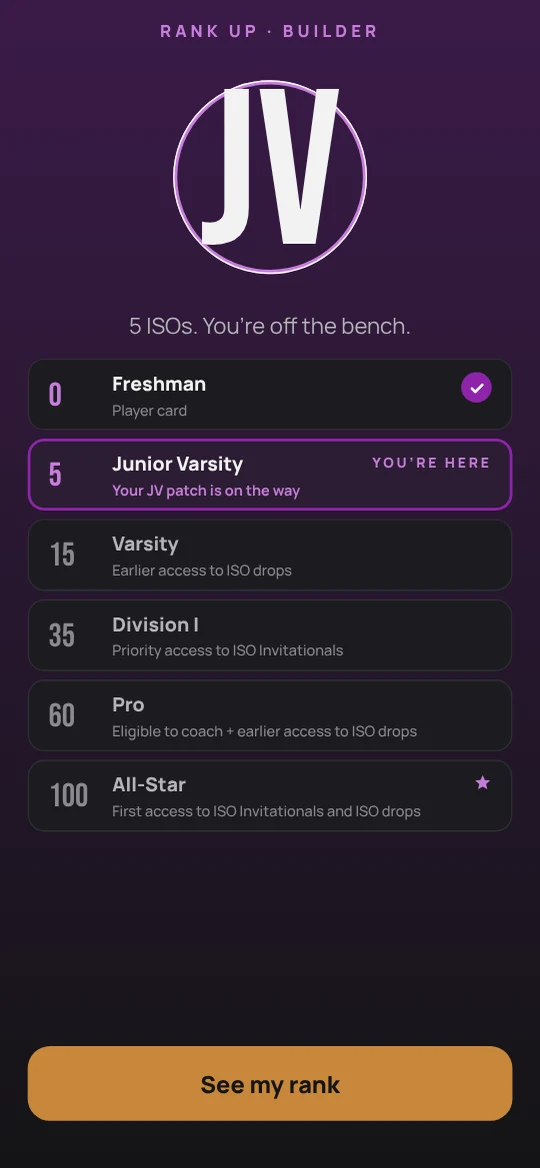 RANK UP · BUILDER
JV
5 ISOs. You're off the bench.
0
Freshman
Player card
5
Junior Varsity
YOU'RE HERE
Your JV patch is on the way
15
Varsity
Earlier access to ISO drops
35
Division I
Priority access to ISO Invitationals
60
Pro
Eligible to coach + earlier access to ISO drops
100
All-Star
First access to ISO Invitationals and ISO drops
See my rank